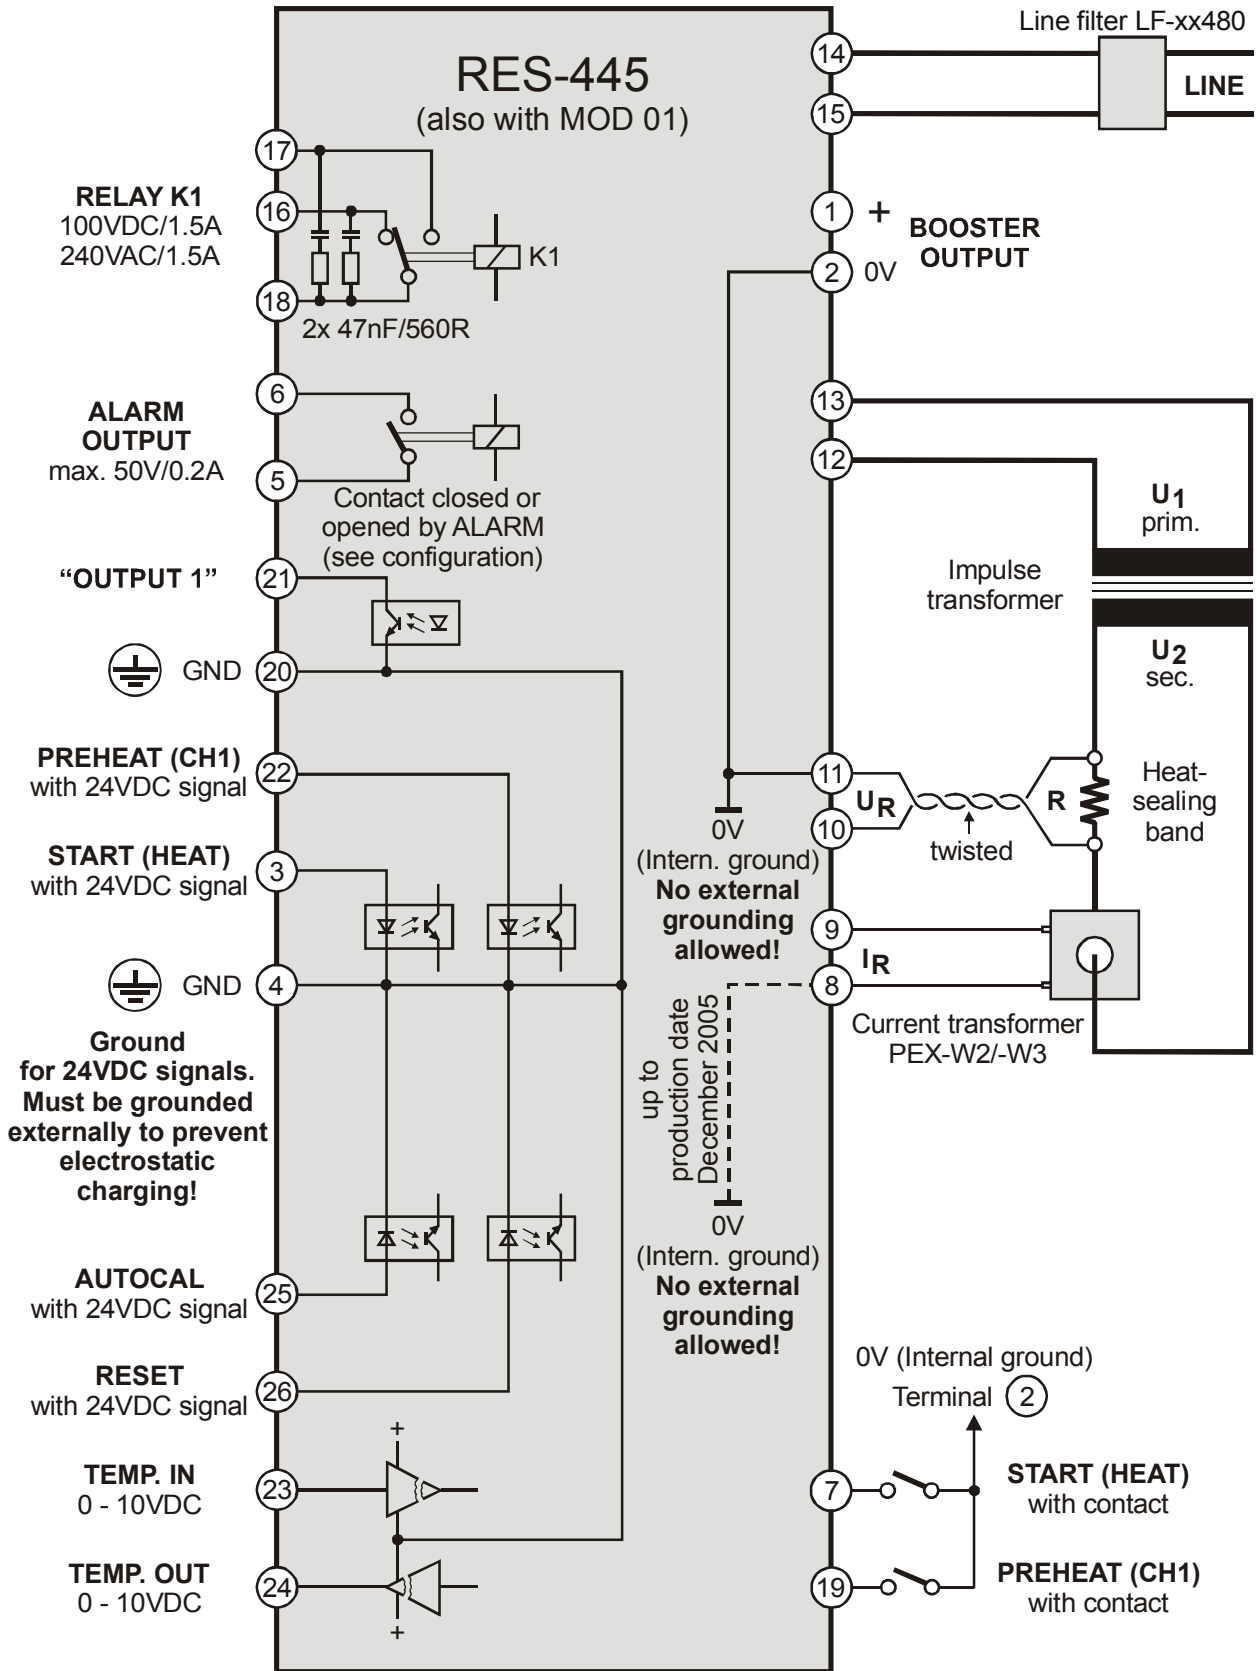 Line filter LF-xx480
RES-445
(also with MOD 01)
14
LINE
15
17
RELAY K1
100VDC/1.5A
240VAC/1.5A
16
K1
18
2x 47nF/560R
1
+
BOOSTER
OUTPUT
2
0V
6
ALARM
OUTPUT
max. 50V/0.2A
5
Contact closed or
opened by ALARM
(see configuration)
13
12
U1
prim.
Impulse
transformer
U2
sec.
“OUTPUT 1”
21
GND
20
PREHEAT (CH1)
with 24VDC signal
22
START (HEAT)
with 24VDC signal
3
GND
4
Ground
for 24VDC signals.
Must be grounded
externally to prevent
electrostatic
charging!
11
UR
10
R
twisted
Heat-
sealing
band
0V
(Intern. ground)
No external
grounding
allowed!
9
IR
8
Current transformer
PEX-W2/-W3
up to
production date
December 2005
0V
(Intern. ground)
No external
grounding
allowed!
AUTOCAL
with 24VDC signal
25
RESET
with 24VDC signal
26
TEMP. IN
0 - 10VDC
23
+
TEMP. OUT
0 - 10VDC
24
+
0V (Internal ground)
Terminal 2
7
START (HEAT)
with contact
19
PREHEAT (CH1)
with contact